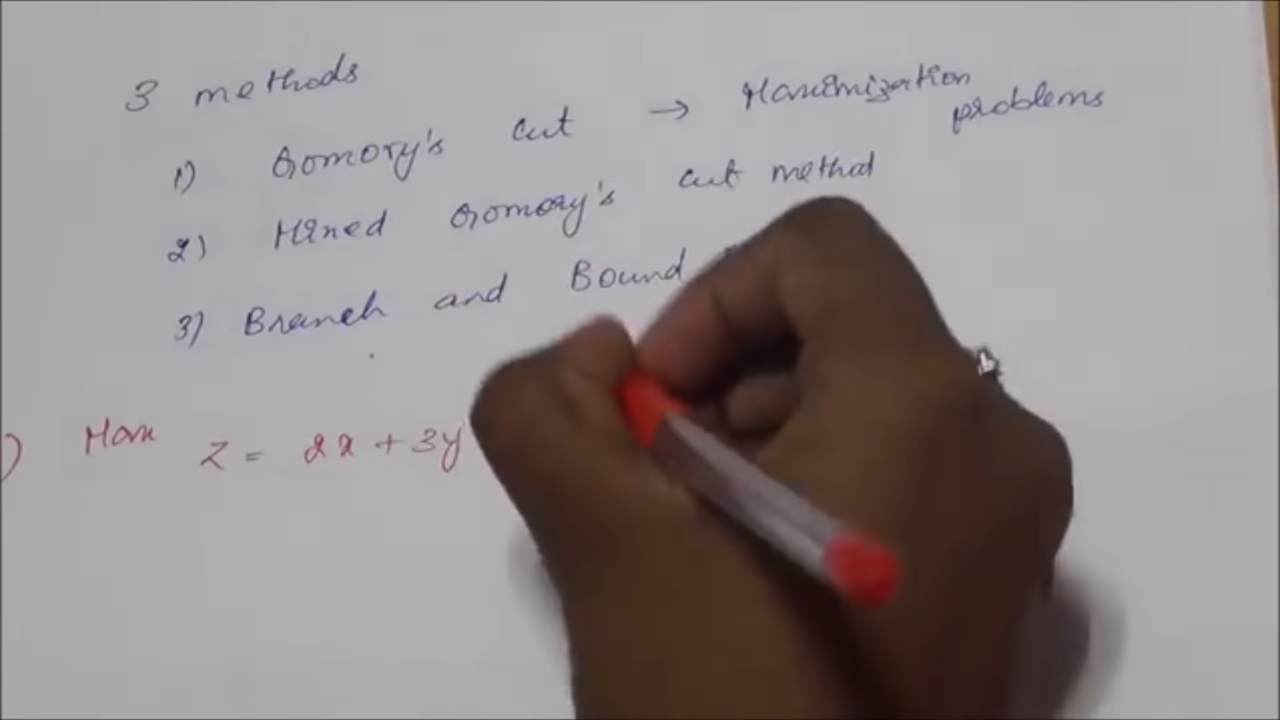 3 methods
1) Gomory's cut → Maximization problems
2) Mixed Gomory's cut method
3) Branch and Bound
) Max Z = 2x + 3y